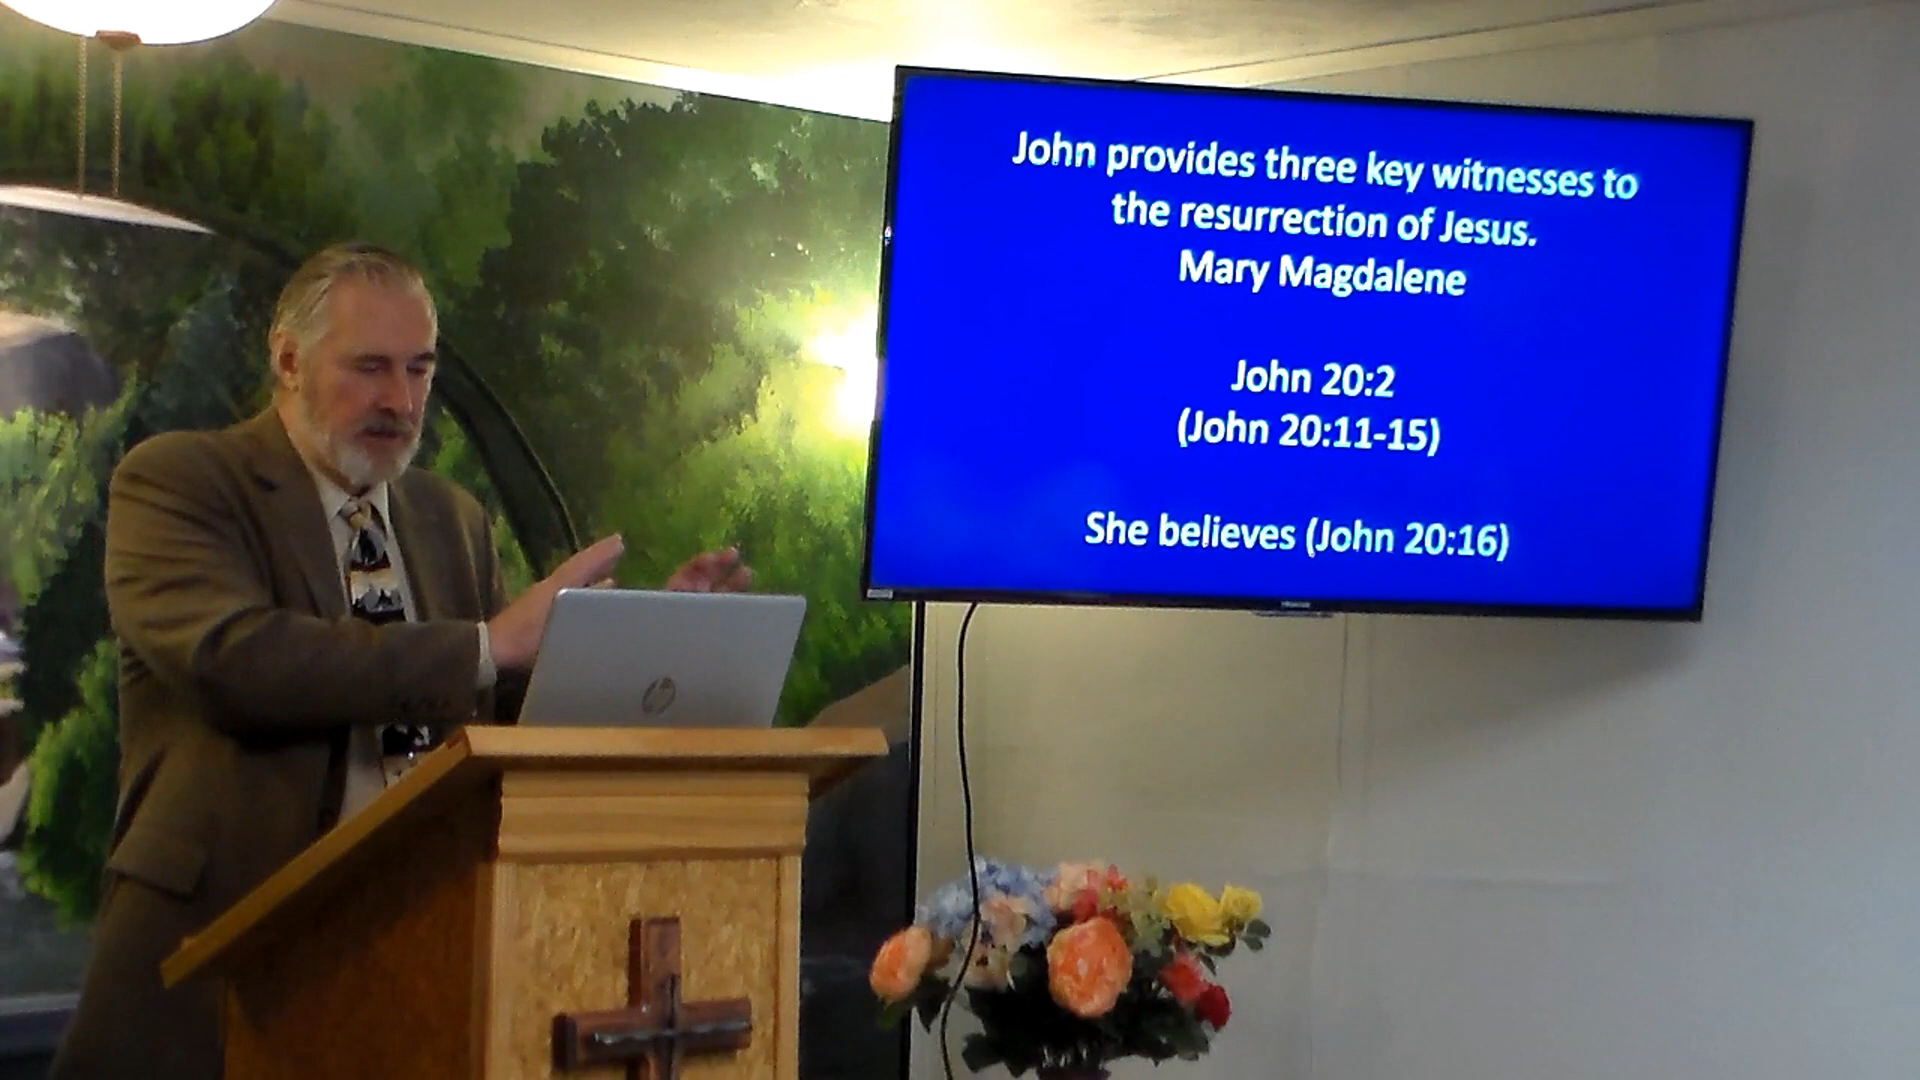 John provides three key witnesses to
the resurrection of Jesus.
Mary Magdalene
John 20:2
(John 20:11-15)
She believes (John 20:16)
hp